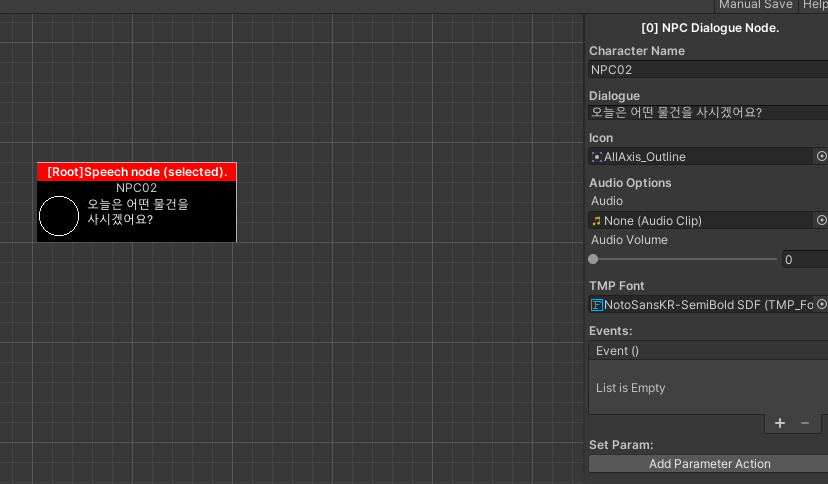 Manual Save
Help
[0] NPC Dialogue Node.
Character Name
NPC02
Dialogue
오늘은 어떤 물건을 사시겠어요?
Icon
AllAxis_Outline
Audio Options
Audio
None (Audio Clip)
Audio Volume
0
TMP Font
NotoSansKR-SemiBold SDF (TMP_Fo
Events:
Event ()
List is Empty
+ −
Set Param:
Add Parameter Action
[Root]Speech node (selected).
NPC02
오늘은 어떤 물건을
사시겠어요?